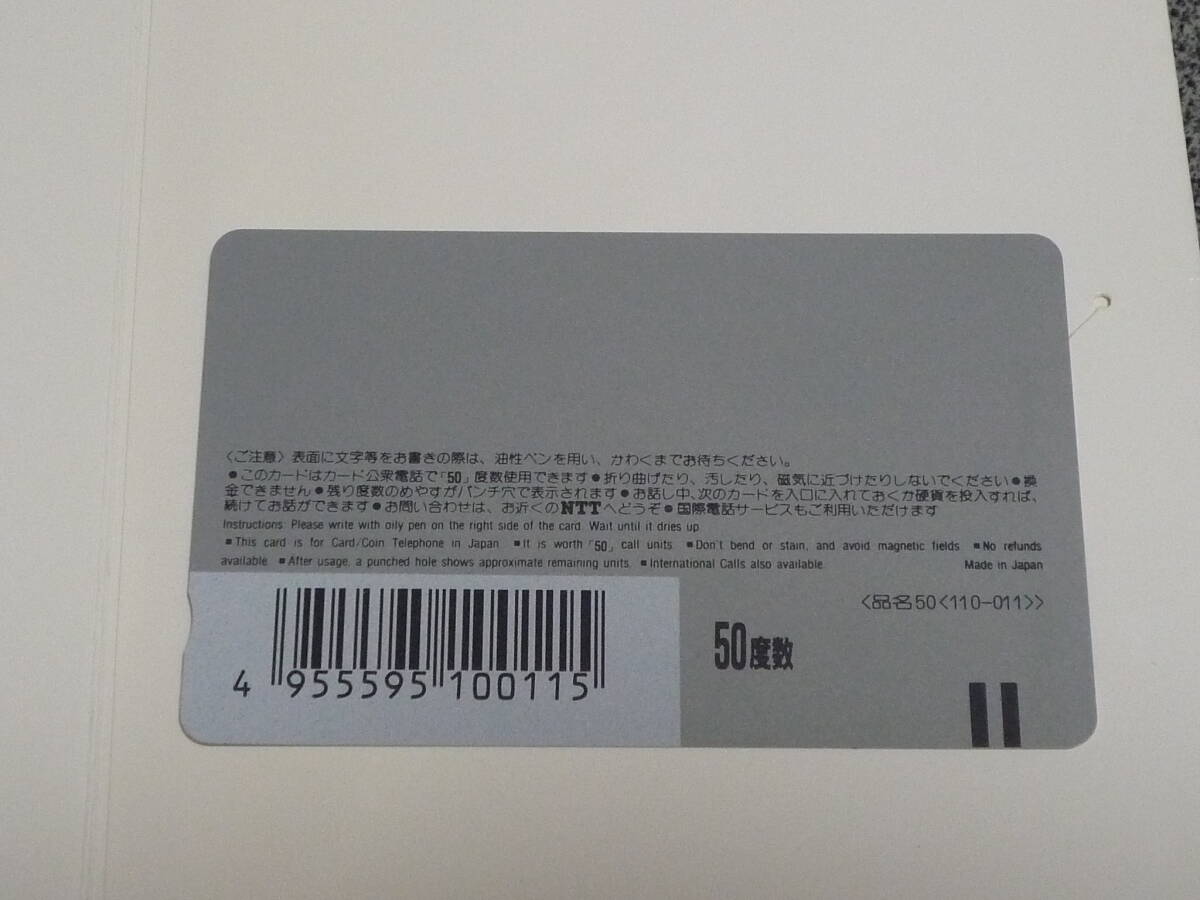 〈ご注意〉表面に文字等をお書きの際は、油性ペンを用い、かわくまでお待ちください。
●このカードはカード公衆電話で「50」度数使用できます●折り曲げたり、汚したり、磁気に近づけたりしないでください●換
金できません●残り度数のめやすがパンチ穴で表示されます●お話し中、次のカードを入口に入れておくか硬貨を投入すれば、
続けてお話ができます●お問い合わせは、お近くのNTTへどうぞ●国際電話サービスもご利用いただけます
Instructions: Please write with oily pen on the right side of the card. Wait until it dries up.
■This card is for Card/Coin Telephone in Japan ■It is worth「50」call units ■Don't bend or stain, and avoid magnetic fields ■No refunds
available ■After usage, a punched hole shows approximate remaining units. ■International Calls also available. Made in Japan
〈品名50〈110-011〉〉
50度数
4 955595 100115